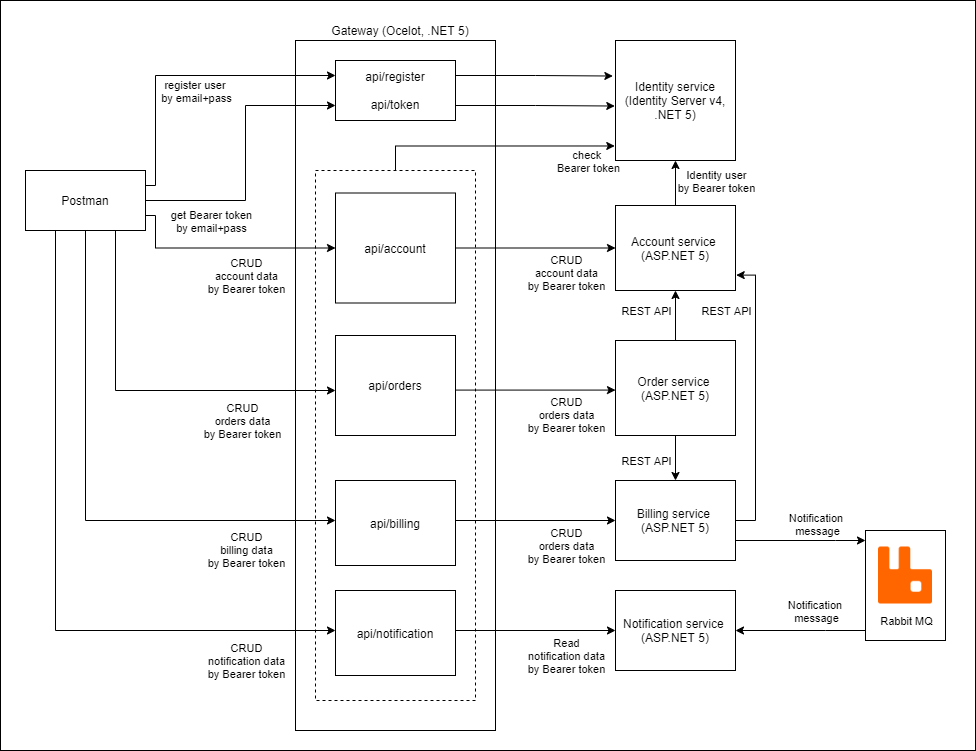 Gateway (Ocelot, .NET 5)
register user
by email+pass
api/register
api/token
Identity service
(Identity Server v4,
.NET 5)
check
Bearer token
Identity user
by Bearer token
Postman
get Bearer token
by email+pass
CRUD
account data
by Bearer token
api/account
CRUD
account data
by Bearer token
Account service
(ASP.NET 5)
REST API
REST API
CRUD
orders data
by Bearer token
api/orders
CRUD
orders data
by Bearer token
Order service
(ASP.NET 5)
REST API
CRUD
billing data
by Bearer token
api/billing
CRUD
orders data
by Bearer token
Billing service
(ASP.NET 5)
Notification
message
Rabbit MQ
Notification
message
CRUD
notification data
by Bearer token
api/notification
Read
notification data
by Bearer token
Notification service
(ASP.NET 5)